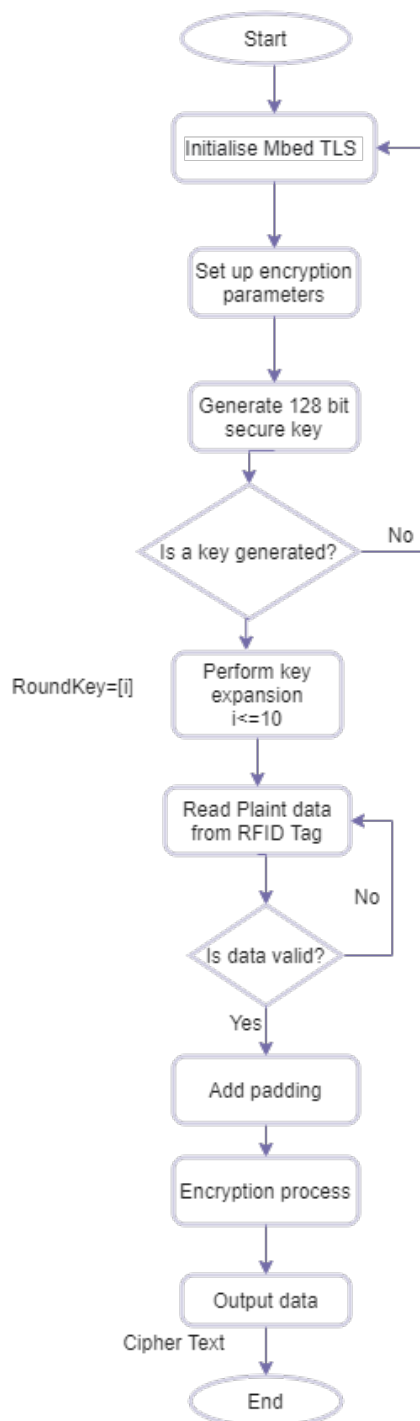 Start
Initialise Mbed TLS
Set up encryption
parameters
Generate 128 bit
secure key
Is a key generated?
No
RoundKey=[i]
Perform key
expansion
i<=10
Read Plaint data
from RFID Tag
No
Is data valid?
Yes
Add padding
Encryption process
Output data
Cipher Text
End